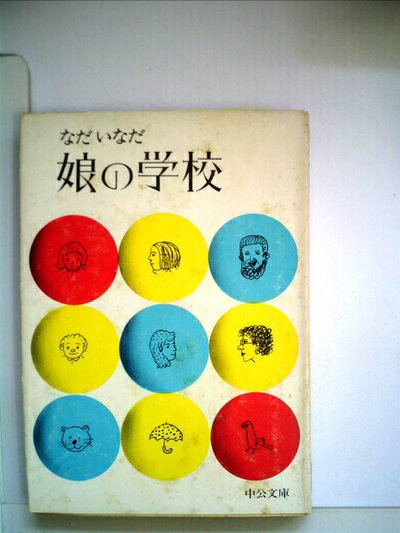 なだ いなだ
娘の学校
中公文庫